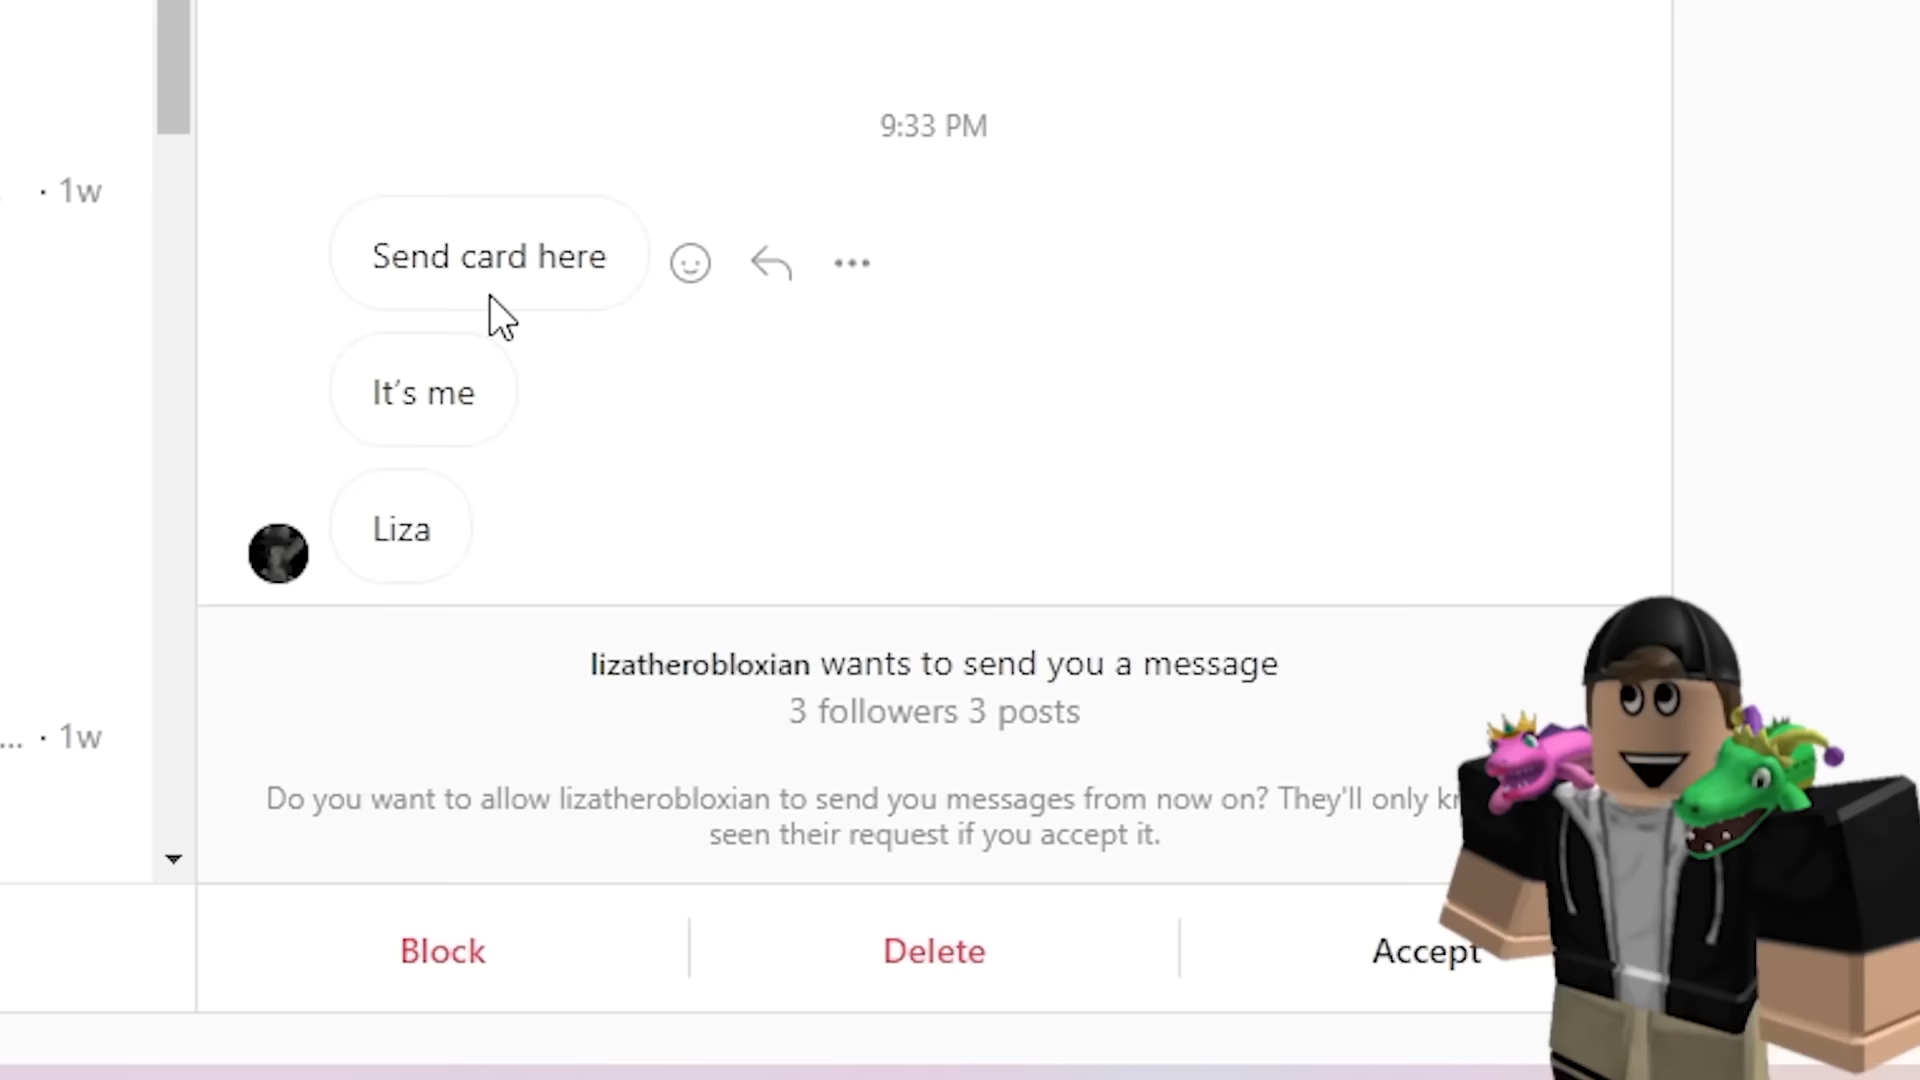 9:33 PM
· 1w
Send card here
It's me
Liza
lizatherobloxian wants to send you a message
3 followers 3 posts
... · 1w
Do you want to allow lizatherobloxian to send you messages from now on? They'll only
seen their request if you accept it.
Block
Delete
Accept